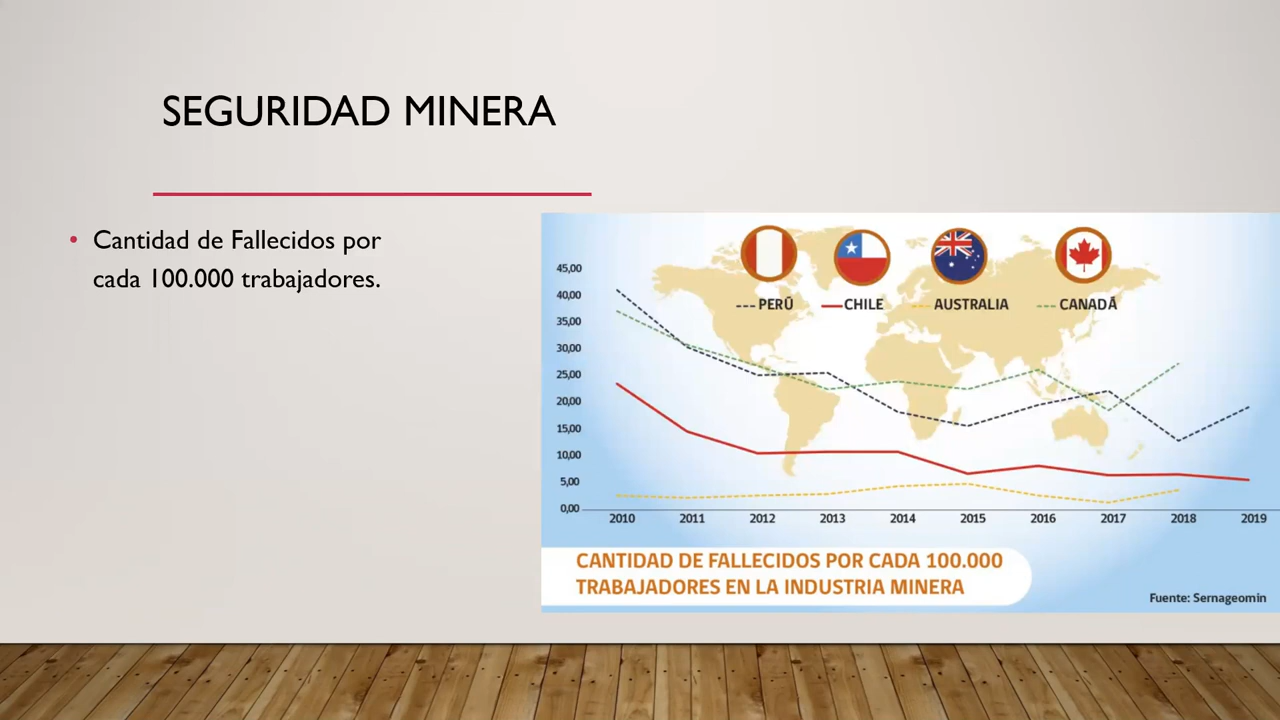 SEGURIDAD MINERA
• Cantidad de Fallecidos por
cada 100.000 trabajadores.
PERÚ
CHILE
AUSTRALIA
CANADÁ
45,00
40,00
35,00
30,00
25,00
20,00
15,00
10,00
5,00
0,00
2010 2011 2012 2013 2014 2015 2016 2017 2018 2019
CANTIDAD DE FALLECIDOS POR CADA 100.000
TRABAJADORES EN LA INDUSTRIA MINERA
Fuente: Sernageomin